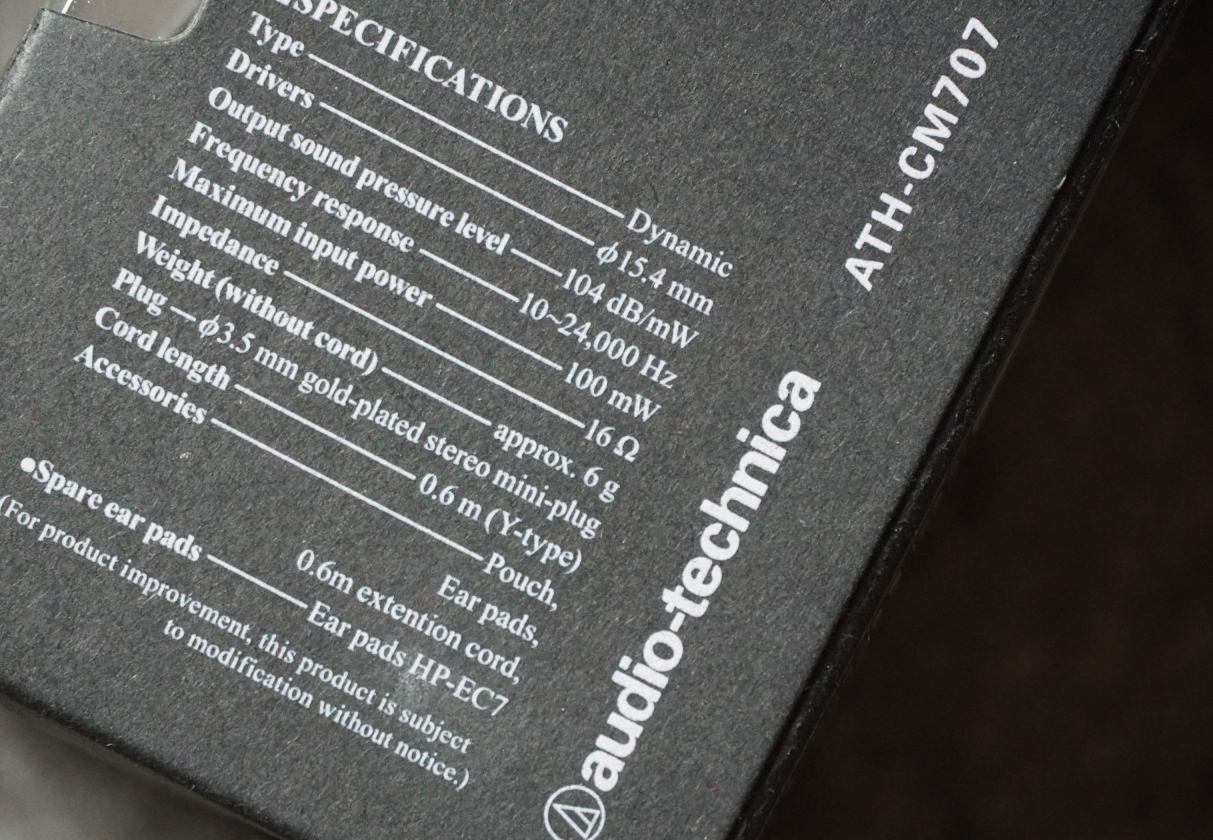 SPECIFICATIONS
Type Dynamic
Drivers ϕ15.4 mm
Output sound pressure level 104 dB/mW
Frequency response 10~24,000 Hz
Maximum input power 100 mW
Impedance 16 Ω
Weight (without cord) approx. 6 g
Plug ϕ3.5 mm gold-plated stereo mini-plug
Cord length 0.6 m (Y-type)
Accessories Pouch,
Ear pads,
0.6m extention cord,
●Spare ear pads Ear pads HP-EC7
(For product improvement, this product is subject
to modification without notice.)
audio-technica ATH-CM707